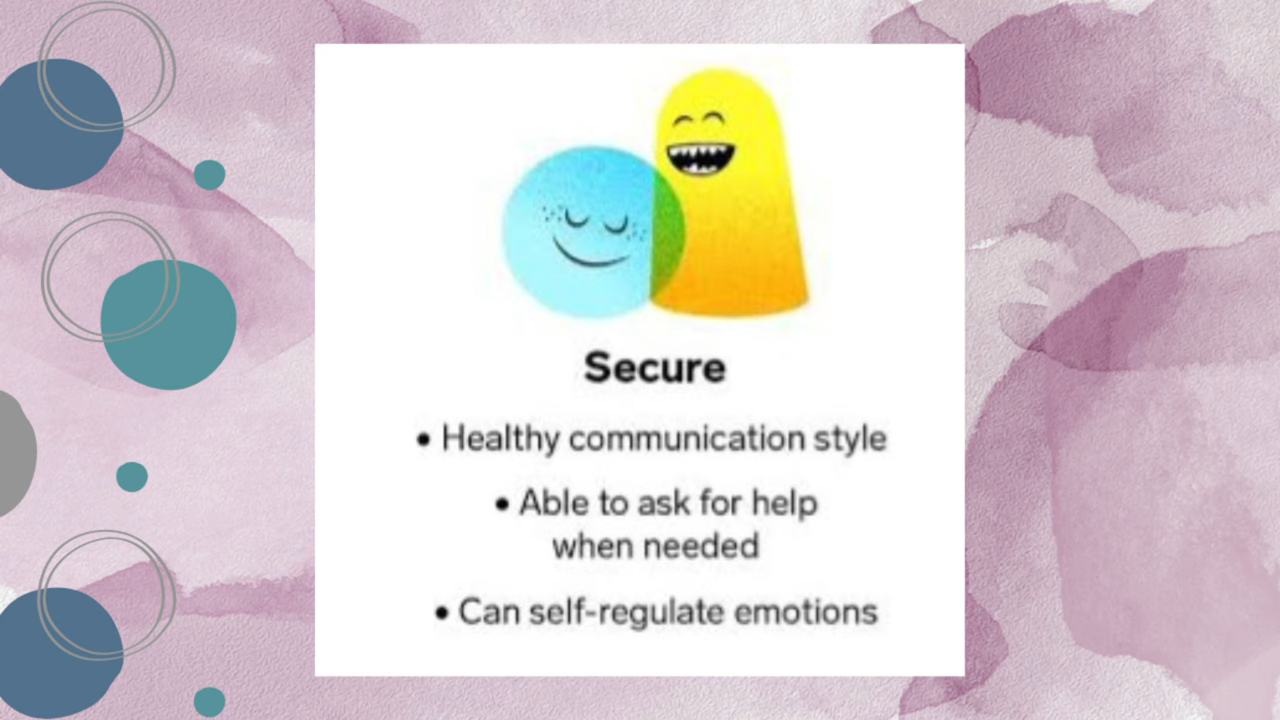 Secure
• Healthy communication style
• Able to ask for help
when needed
• Can self-regulate emotions